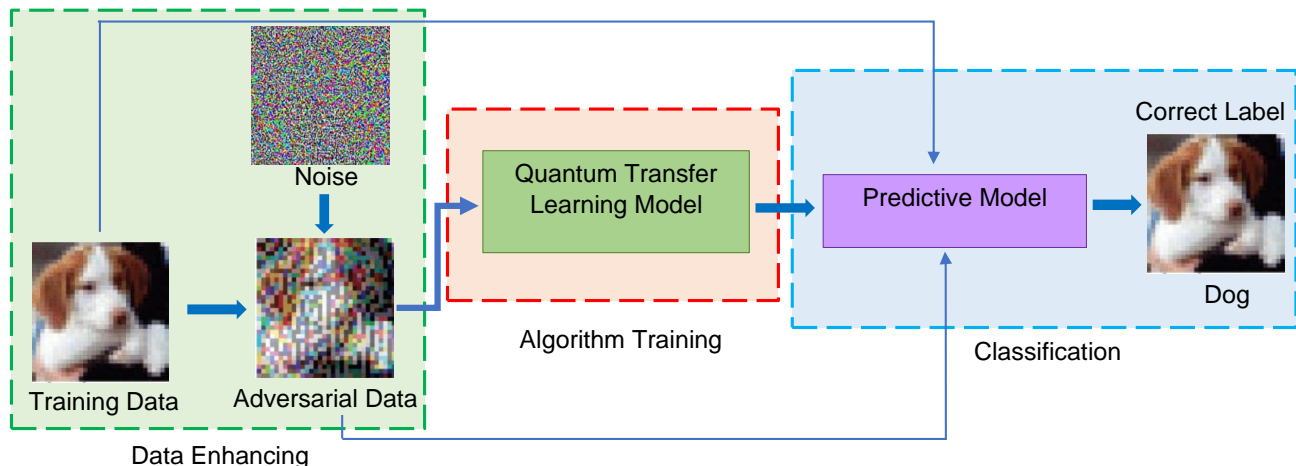 Noise
Training Data
Adversarial Data
Data Enhancing
Quantum Transfer
Learning Model
Algorithm Training
Predictive Model
Correct Label
Dog
Classification